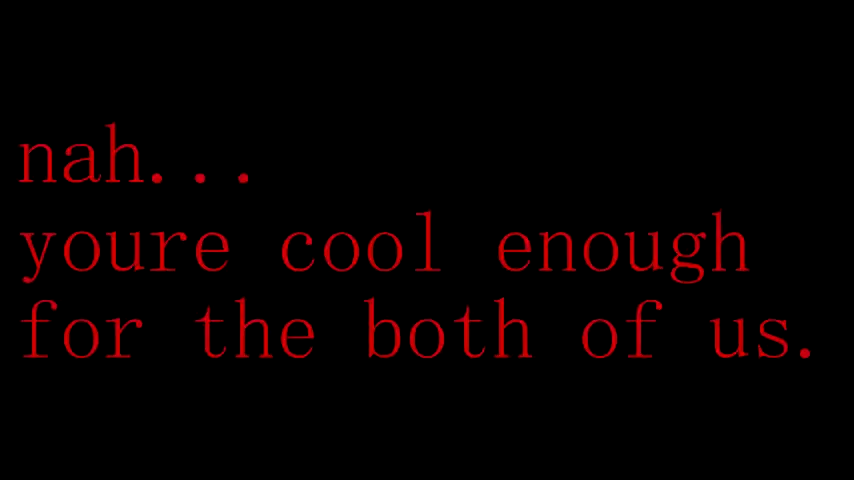 nah...
youre cool enough
for the both of us.